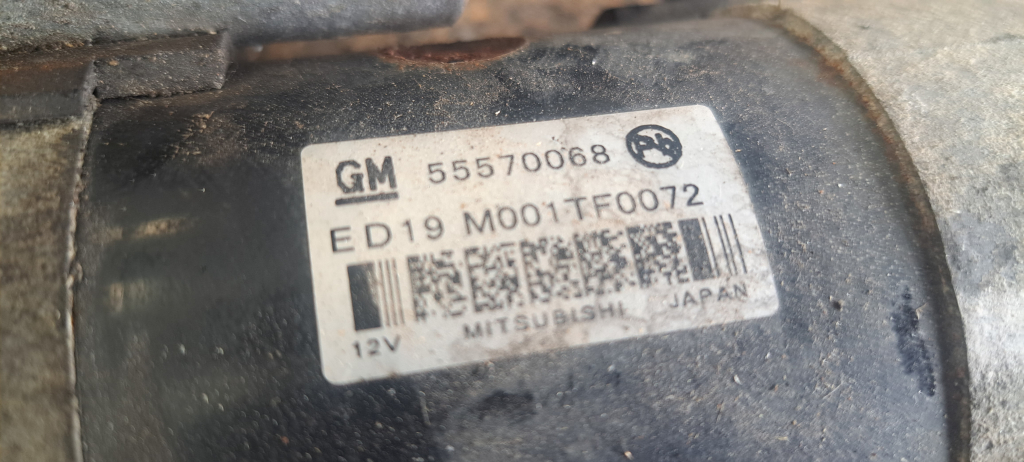 GM 55570068 Pb
ED19 M001TF0072
12V MITSUBISHI JAPAN